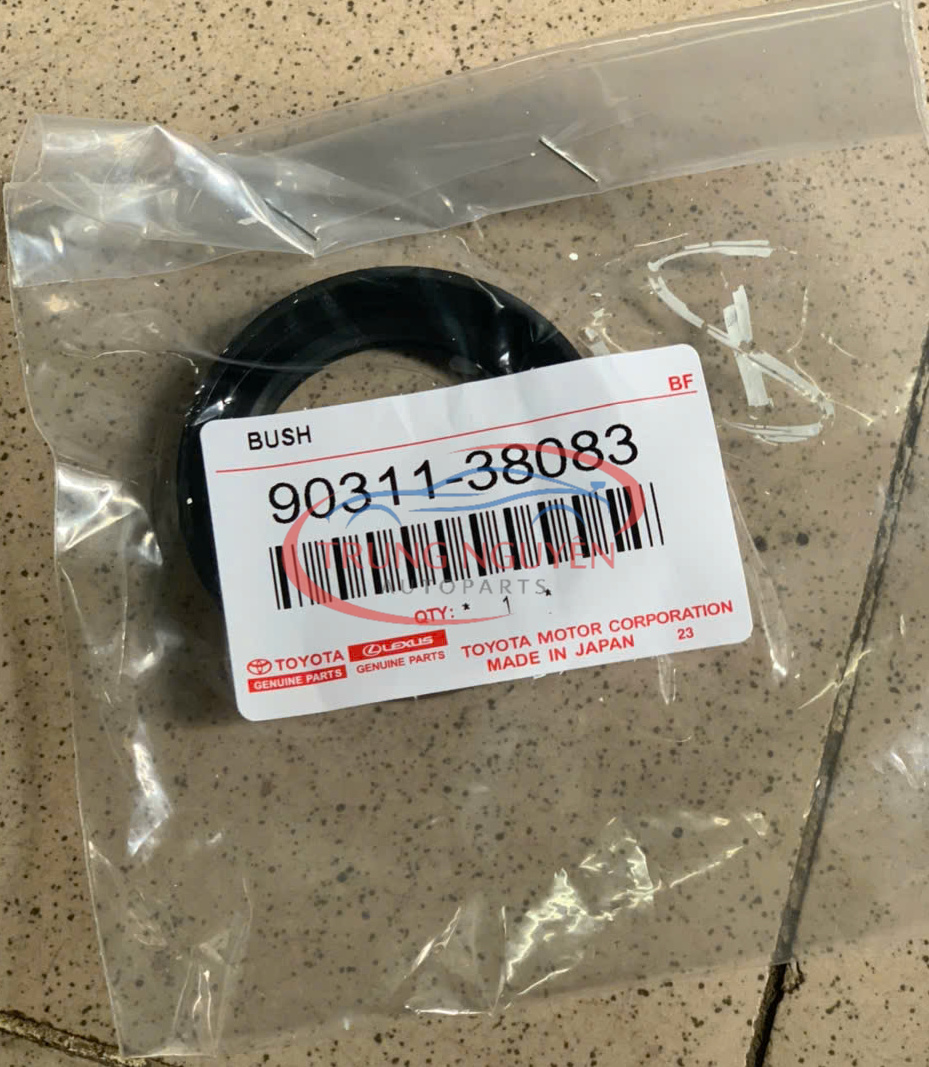 BF
BUSH
90311-38083
TRUNG NGUYÊN
AUTOPARTS
QTY: * 1 *
TOYOTA
GENUINE PARTS
LEXUS
GENUINE PARTS
TOYOTA MOTOR CORPORATION
MADE IN JAPAN 23